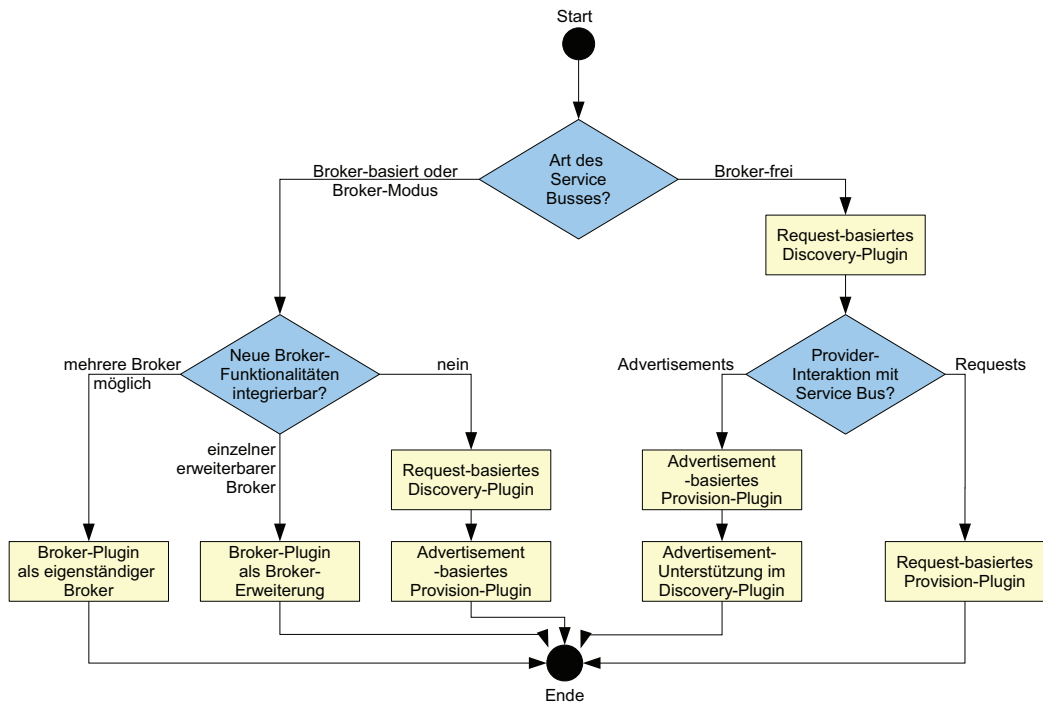 Start
Art des
Service
Busses?
Broker-basiert oder
Broker-Modus
Broker-frei
Request-basiertes
Discovery-Plugin
Neue Broker-
Funktionalitäten
integrierbar?
mehrere Broker
möglich
nein
einzelner
erweiterbarer
Broker
Provider-
Interaktion mit
Service Bus?
Advertisements
Requests
Request-basiertes
Discovery-Plugin
Advertisement
-basiertes
Provision-Plugin
Broker-Plugin
als eigenständiger
Broker
Broker-Plugin
als Broker-
Erweiterung
Advertisement
-basiertes
Provision-Plugin
Advertisement-
Unterstützung im
Discovery-Plugin
Request-basiertes
Provision-Plugin
Ende